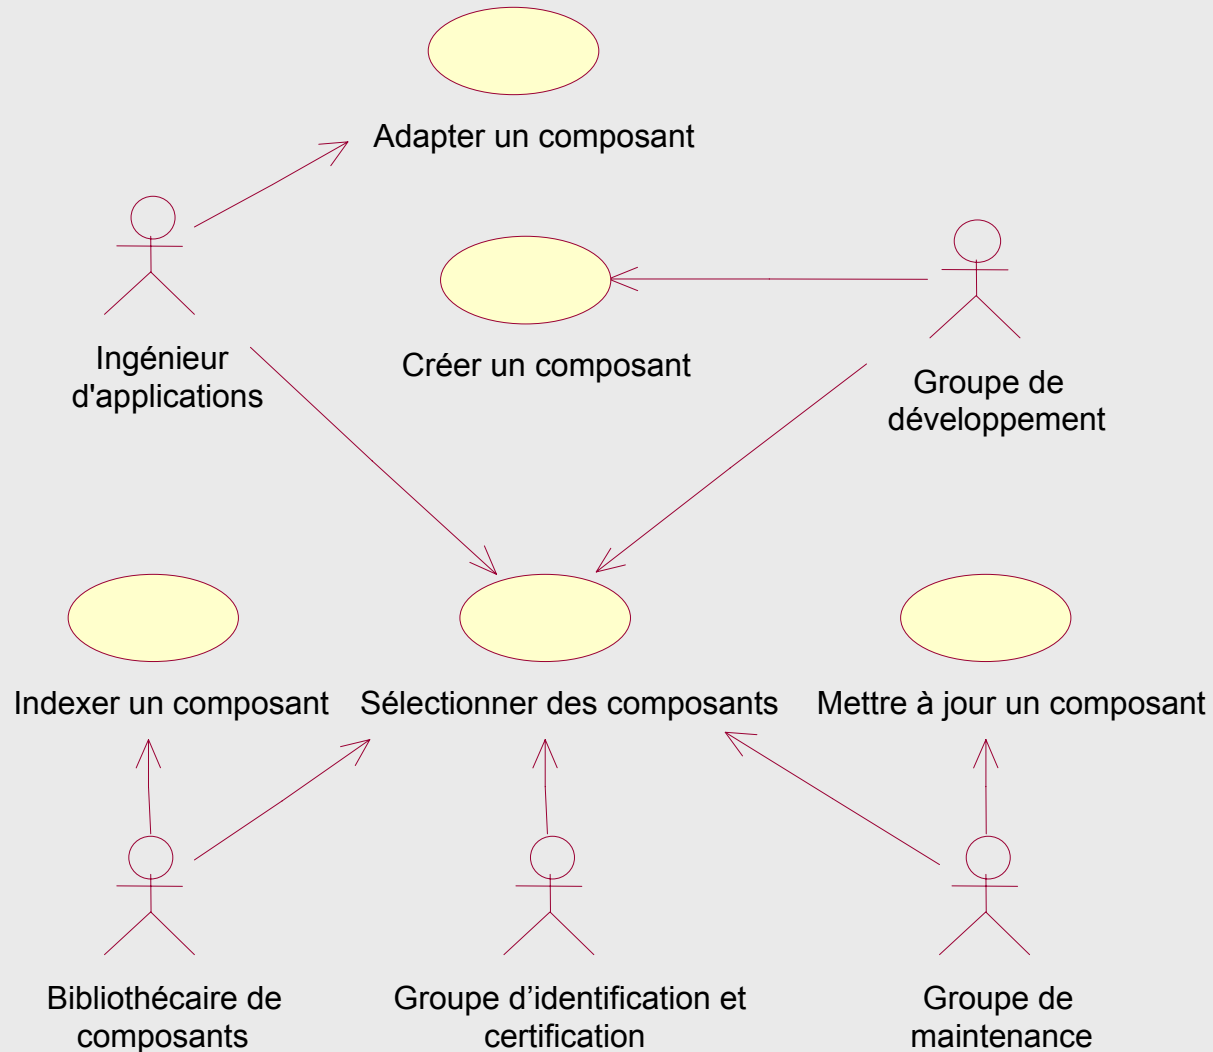 Adapter un composant
Ingénieur
d'applications
Créer un composant
Groupe de
développement
Indexer un composant
Sélectionner des composants
Mettre à jour un composant
Bibliothécaire de
composants
Groupe d’identification et
certification
Groupe de
maintenance